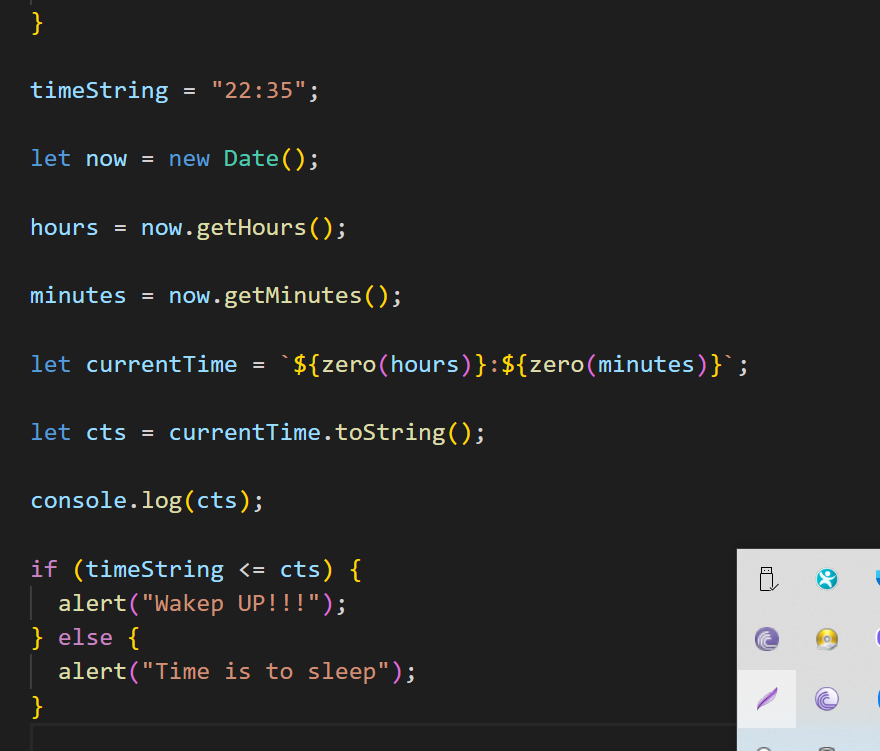 }
timeString = "22:35";
let now = new Date();
hours = now.getHours();
minutes = now.getMinutes();
let currentTime = `${zero(hours)}:${zero(minutes)}`;
let cts = currentTime.toString();
console.log(cts);
if (timeString <= cts) {
alert("Wakep UP!!!");
} else {
alert("Time is to sleep");
}